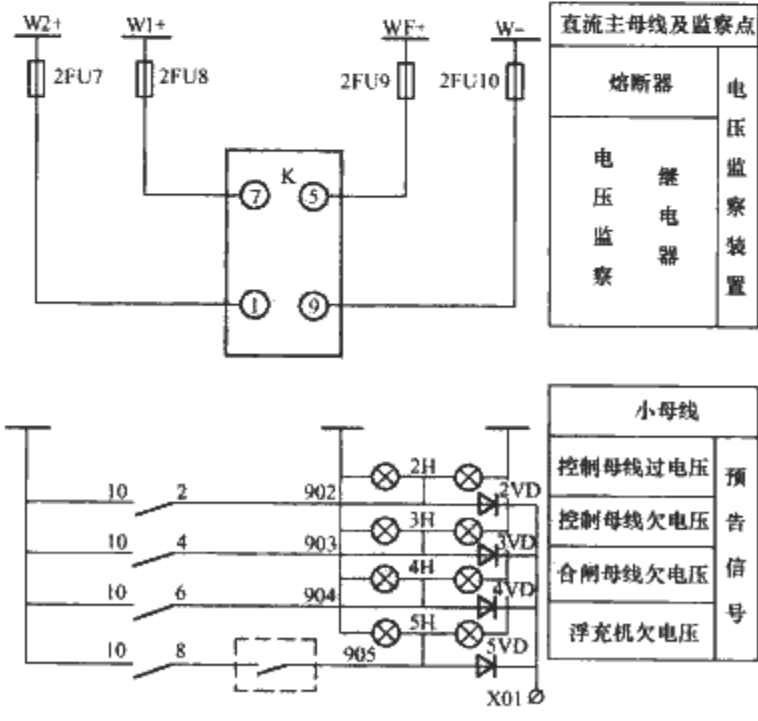 W2+ W1+ WF+ W-
2FU7 2FU8 2FU9 2FU10
K
7 5
1 9
直流主母线及监察点
熔断器
电压监察
继电器
电压监察装置
10 2 902 2H 2VD
10 4 903 3H 3VD
10 6 904 4H 4VD
10 8 905 5H 5VD
X01
小母线
控制母线过电压
控制母线欠电压
合闸母线欠电压
浮充机欠电压
预告信号